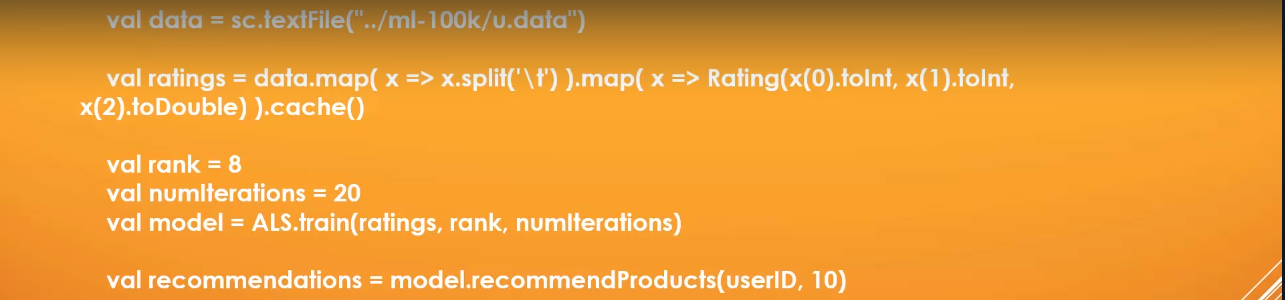 val data = sc.textFile("../ml-100k/u.data")
val ratings = data.map( x => x.split('\t') ).map( x => Rating(x(0).toInt, x(1).toInt,
x(2).toDouble) ).cache()
val rank = 8
val numIterations = 20
val model = ALS.train(ratings, rank, numIterations)
val recommendations = model.recommendProducts(userID, 10)